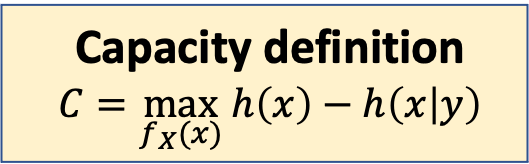 Capacity definition
C = max h(x) − h(x|y)
f_X(x)